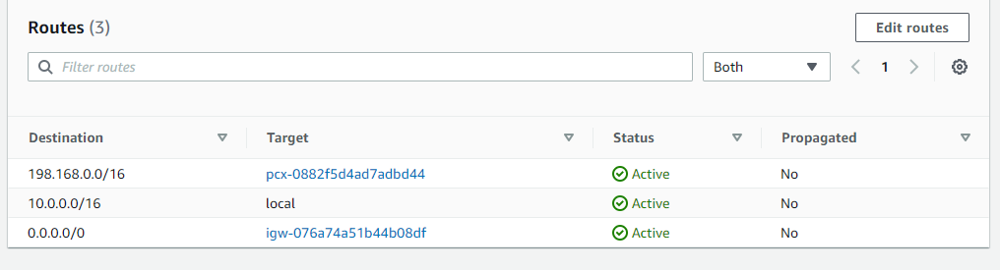 Routes (3)
Edit routes
Filter routes
Both
1
Destination Target Status Propagated
198.168.0.0/16 pcx-0882f5d4ad7adbd44 Active No
10.0.0.0/16 local Active No
0.0.0.0/0 igw-076a74a51b44b08df Active No